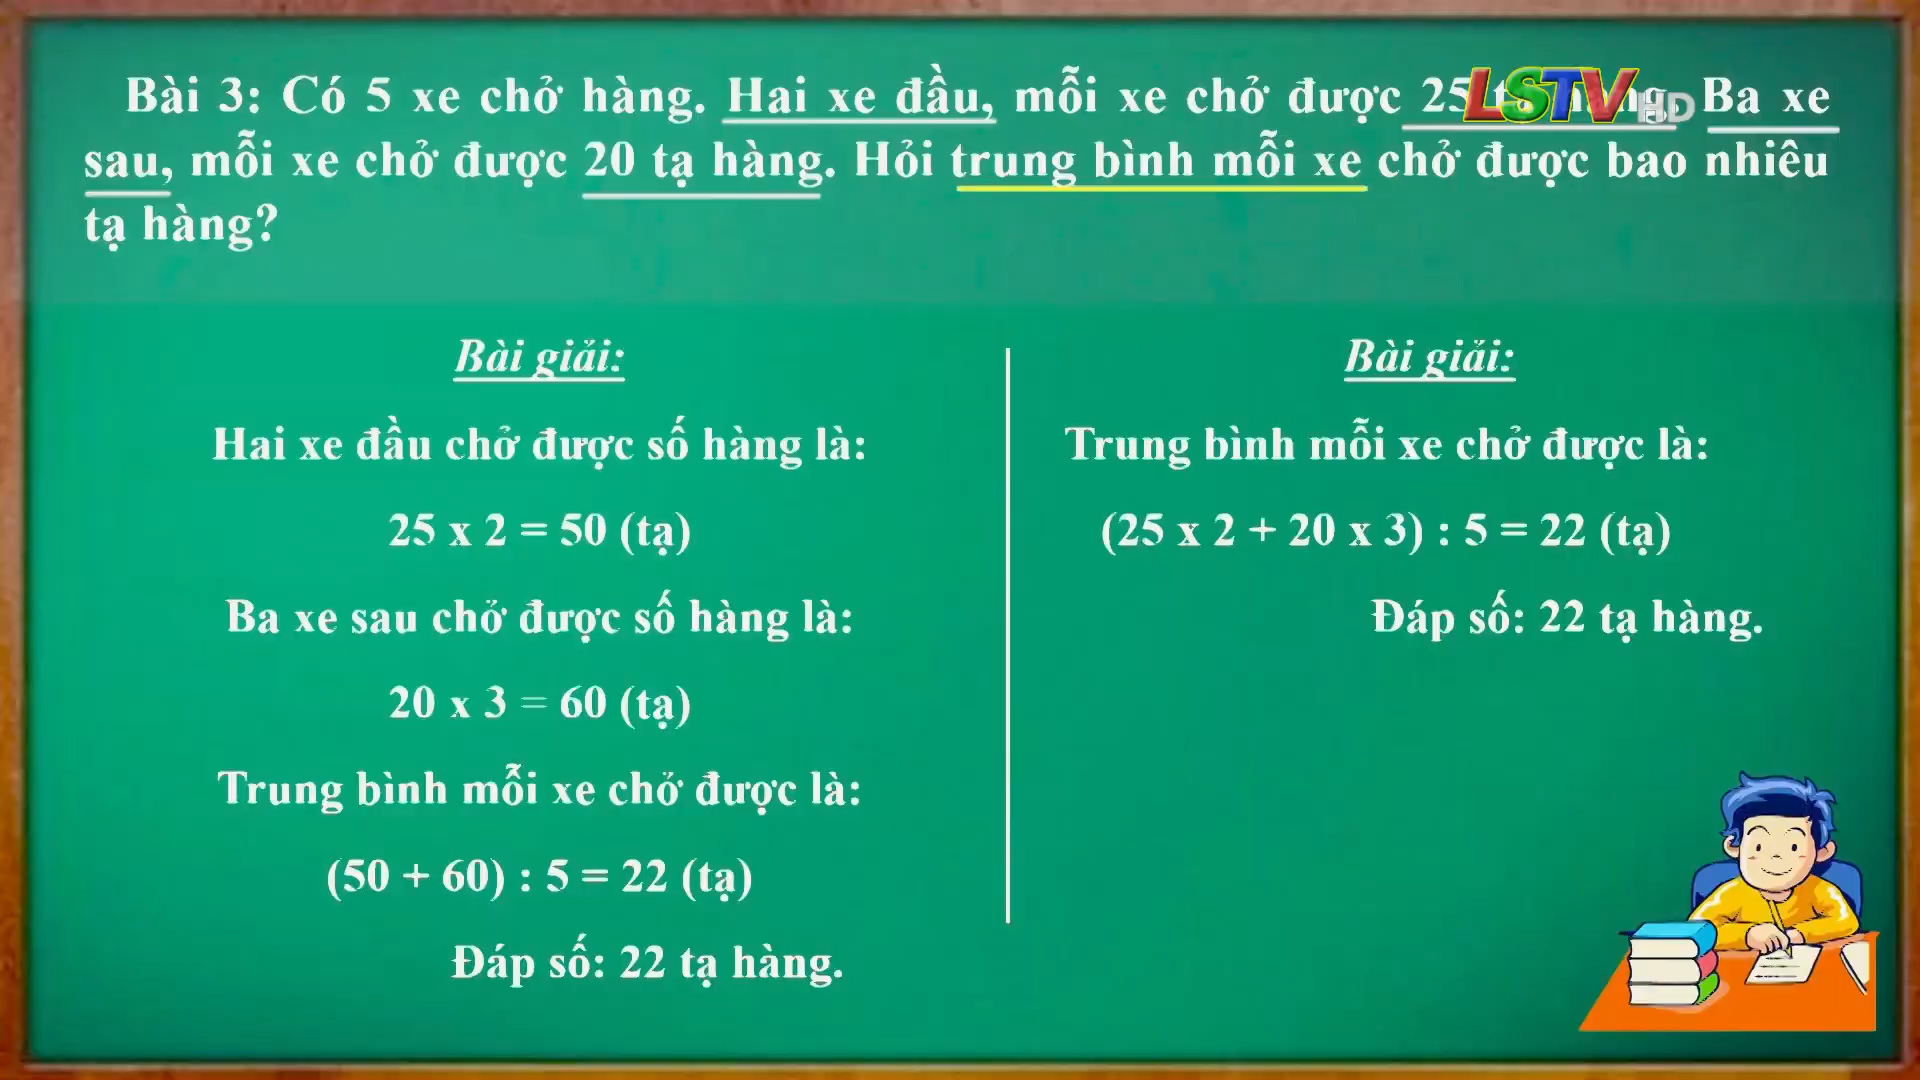 Bài 3: Có 5 xe chở hàng. Hai xe đầu, mỗi xe chở được 25 tạ hàng. Ba xe
sau, mỗi xe chở được 20 tạ hàng. Hỏi trung bình mỗi xe chở được bao nhiêu
tạ hàng?
LSTV HD
Bài giải:
Hai xe đầu chở được số hàng là:
25 x 2 = 50 (tạ)
Ba xe sau chở được số hàng là:
20 x 3 = 60 (tạ)
Trung bình mỗi xe chở được là:
(50 + 60) : 5 = 22 (tạ)
Đáp số: 22 tạ hàng.
Bài giải:
Trung bình mỗi xe chở được là:
(25 x 2 + 20 x 3) : 5 = 22 (tạ)
Đáp số: 22 tạ hàng.